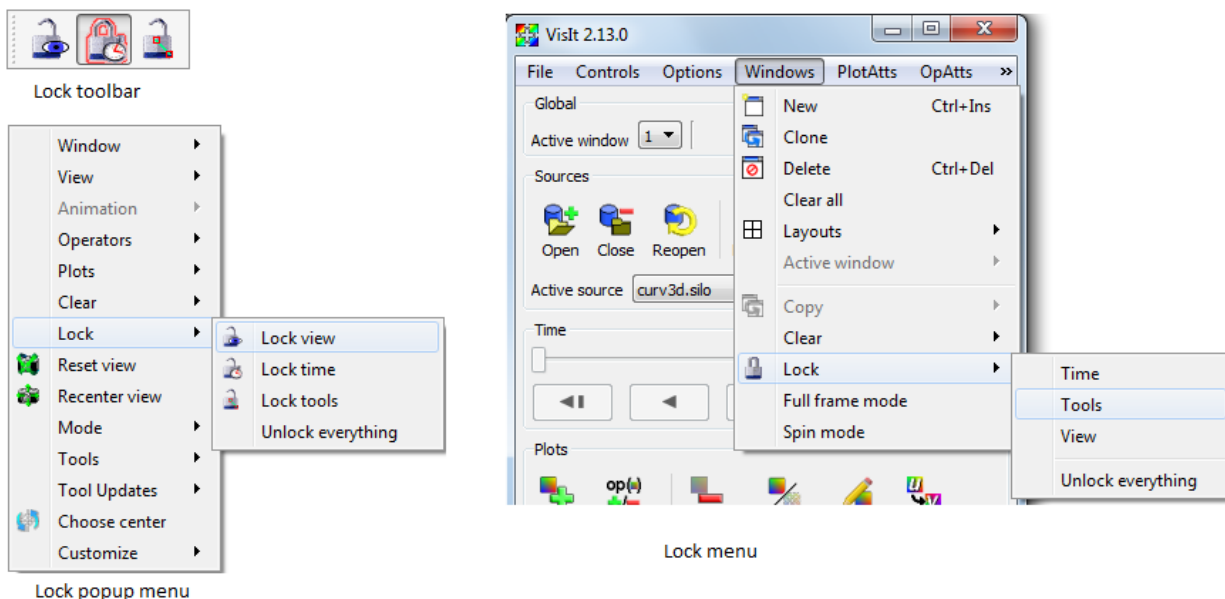 Lock toolbar
Window
View
Animation
Operators
Plots
Clear
Lock
Reset view
Recenter view
Mode
Tools
Tool Updates
Choose center
Customize
Lock view
Lock time
Lock tools
Unlock everything
Lock popup menu
VisIt 2.13.0
File Controls Options Windows PlotAtts OpAtts »
Global
Active window 1
Sources
Open Close Reopen
Active source curv3d.silo
Time
Plots
op(=)
New Ctrl+Ins
Clone
Delete Ctrl+Del
Clear all
Layouts
Active window
Copy
Clear
Lock
Full frame mode
Spin mode
Time
Tools
View
Unlock everything
Lock menu